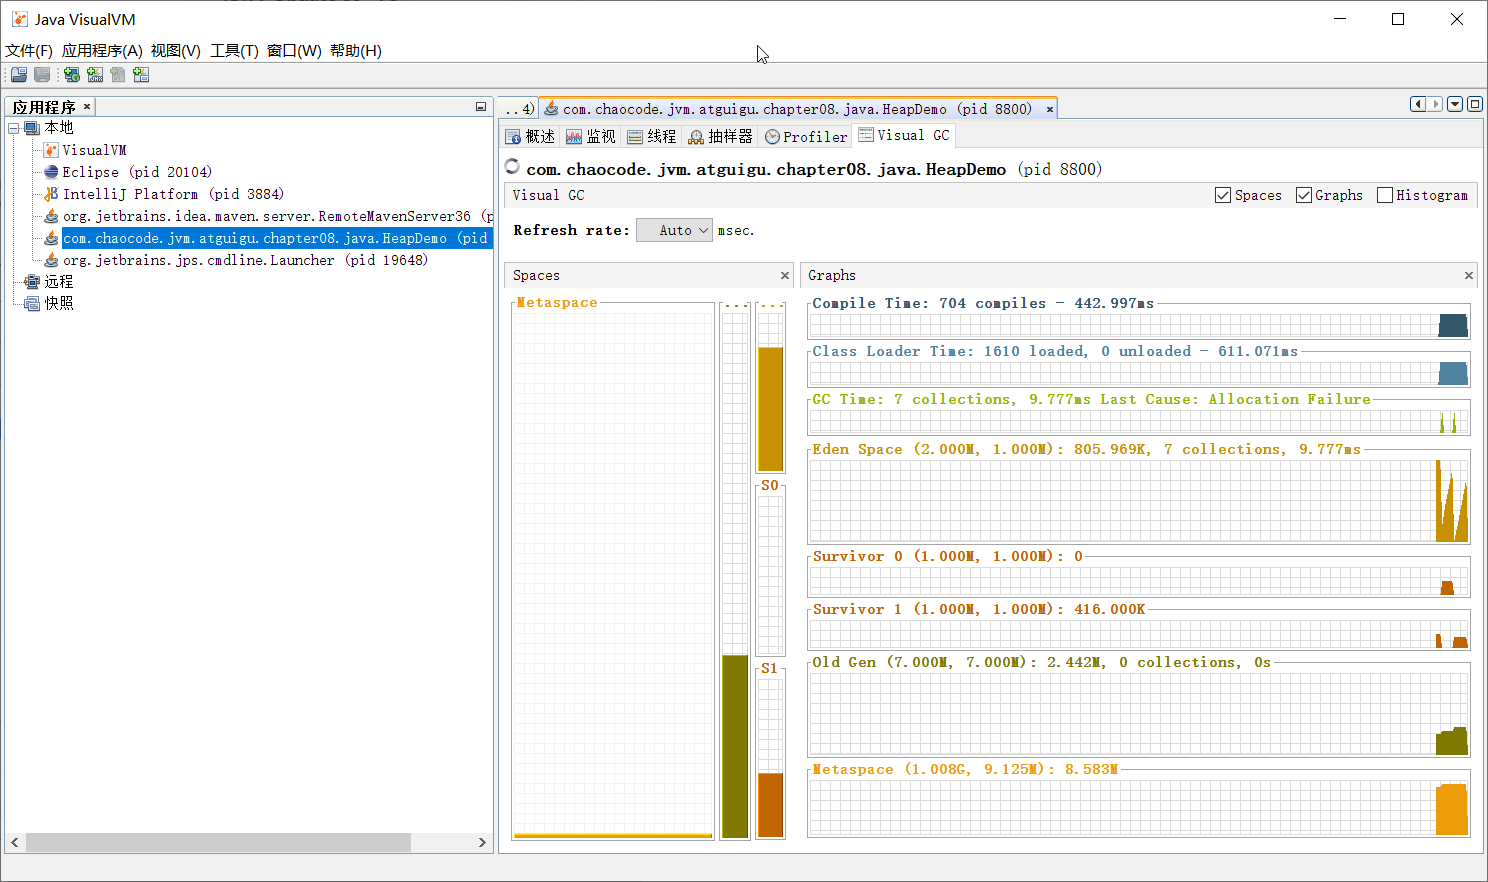 Java VisualVM
文件(F) 应用程序(A) 视图(V) 工具(T) 窗口(W) 帮助(H)
应用程序
本地
VisualVM
Eclipse (pid 20104)
IntelliJ Platform (pid 3884)
org.jetbrains.idea.maven.server.RemoteMavenServer36 (p
com.chaocode.jvm.atguigu.chapter08.java.HeapDemo (pid
org.jetbrains.jps.cmdline.Launcher (pid 19648)
远程
快照
..4) com.chaocode.jvm.atguigu.chapter08.java.HeapDemo (pid 8800)
概述 监视 线程 抽样器 Profiler Visual GC
com.chaocode.jvm.atguigu.chapter08.java.HeapDemo (pid 8800)
Visual GC Spaces Graphs Histogram
Refresh rate: Auto msec.
Spaces
Metaspace ... ...
S0
S1
Graphs
Compile Time: 704 compiles - 442.997ms
Class Loader Time: 1610 loaded, 0 unloaded - 611.071ms
GC Time: 7 collections, 9.777ms Last Cause: Allocation Failure
Eden Space (2.000M, 1.000M): 805.969K, 7 collections, 9.777ms
Survivor 0 (1.000M, 1.000M): 0
Survivor 1 (1.000M, 1.000M): 416.000K
Old Gen (7.000M, 7.000M): 2.442M, 0 collections, 0s
Metaspace (1.008G, 9.125M): 8.583M